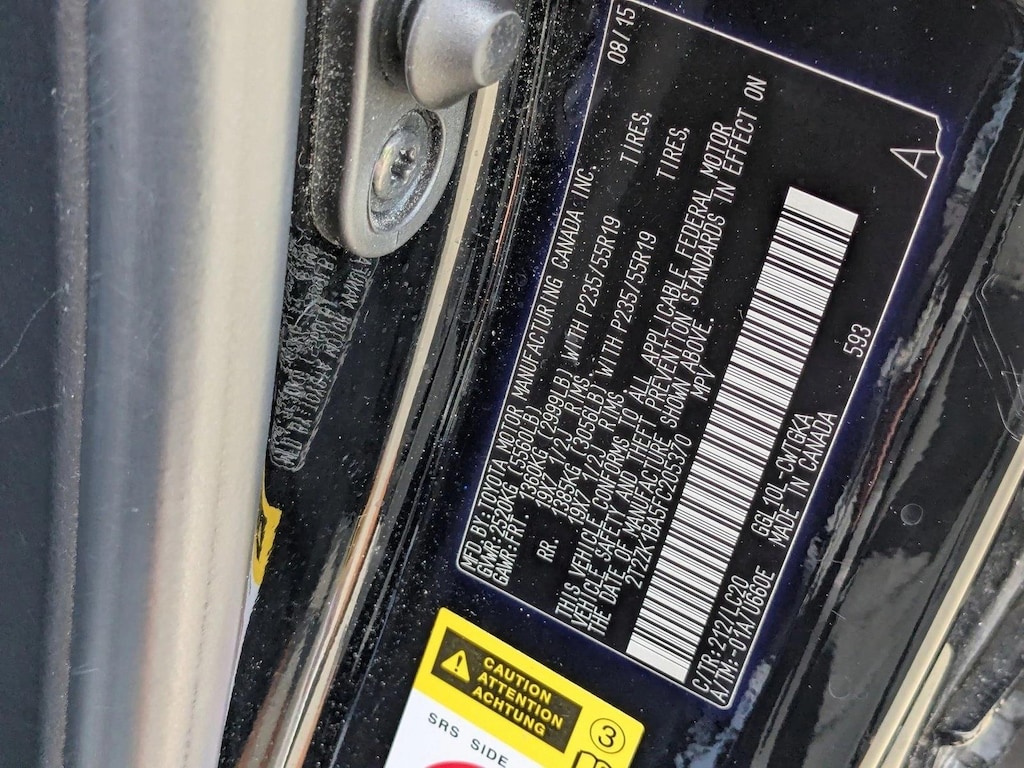 MFD.BY:TOYOTA MOTOR MANUFACTURING CANADA INC. 08/15
GVWR:2520KG (5560LB)
GAWR:FRT 1360KG (2999LB) WITH P235/55R19 TIRES,
19X7 1/2J RIMS
RR. 1385KG (3056LB) WITH P235/55R19 TIRES,
19X7 1/2J RIMS
THIS VEHICLE CONFORMS TO ALL APPLICABLE FEDERAL MOTOR
VEHICLE SAFETY AND THEFT PREVENTION STANDARDS IN EFFECT ON
THE DATE OF MANUFACTURE SHOWN ABOVE.
2T2ZK1BA5FC205370 MPV
A
593
C/TR:212/LC20 GGL10L-CWTGKA
A/TM:-01A/U660E MADE IN CANADA
CAUTION
ATTENTION
ACHTUNG
3
SRS SIDE